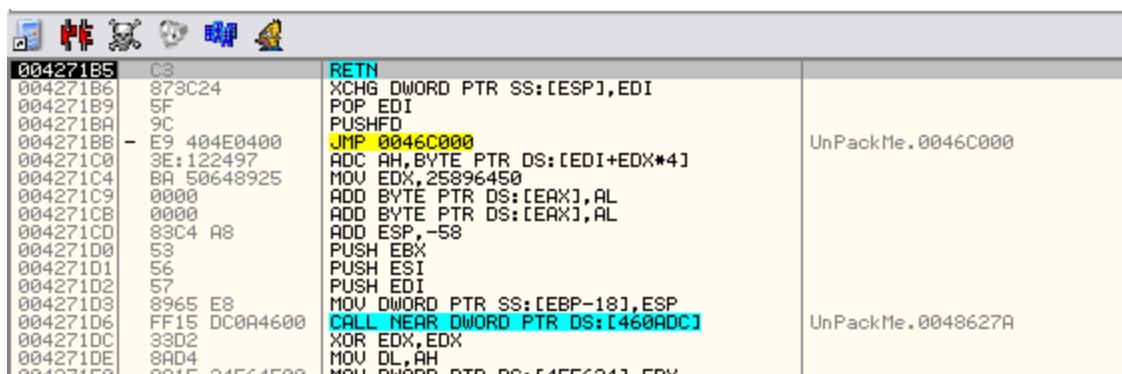 004271B5 C3 RETN
004271B6 873C24 XCHG DWORD PTR SS:[ESP],EDI
004271B9 5F POP EDI
004271BA 9C PUSHFD
004271BB - E9 404E0400 JMP 0046C000 UnPackMe.0046C000
004271C0 3E:122497 ADC AH,BYTE PTR DS:[EDI+EDX*4]
004271C4 BA 50648925 MOV EDX,25896450
004271C9 0000 ADD BYTE PTR DS:[EAX],AL
004271CB 0000 ADD BYTE PTR DS:[EAX],AL
004271CD 83C4 A8 ADD ESP,-58
004271D0 53 PUSH EBX
004271D1 56 PUSH ESI
004271D2 57 PUSH EDI
004271D3 8965 E8 MOV DWORD PTR SS:[EBP-18],ESP
004271D6 FF15 DC0A4600 CALL NEAR DWORD PTR DS:[460ADC] UnPackMe.0048627A
004271DC 33D2 XOR EDX,EDX
004271DE 8AD4 MOV DL,AH